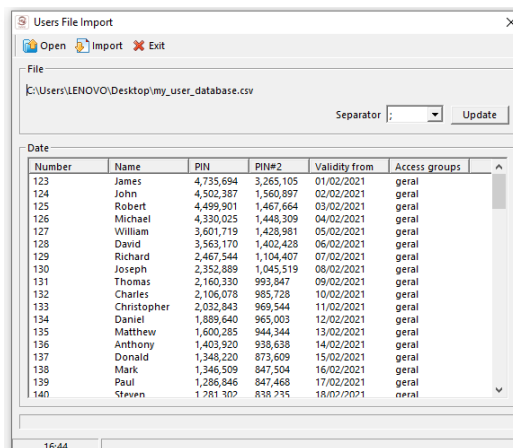 Users File Import
Open Import Exit
File
C:\Users\LENOVO\Desktop\my_user_database.csv
Separator ; Update
Date
Number Name PIN PIN#2 Validity from Access groups
123 James 4,735,694 3,265,105 01/02/2021 geral
124 John 4,502,387 1,560,897 02/02/2021 geral
125 Robert 4,499,901 1,467,664 03/02/2021 geral
126 Michael 4,330,025 1,448,309 04/02/2021 geral
127 William 3,601,719 1,428,981 05/02/2021 geral
128 David 3,563,170 1,402,428 06/02/2021 geral
129 Richard 2,467,544 1,104,407 07/02/2021 geral
130 Joseph 2,352,889 1,045,519 08/02/2021 geral
131 Thomas 2,160,330 993,847 09/02/2021 geral
132 Charles 2,106,078 985,728 10/02/2021 geral
133 Christopher 2,032,843 969,544 11/02/2021 geral
134 Daniel 1,889,640 965,003 12/02/2021 geral
135 Matthew 1,600,285 944,344 13/02/2021 geral
136 Anthony 1,403,920 938,638 14/02/2021 geral
137 Donald 1,348,220 873,609 15/02/2021 geral
138 Mark 1,346,509 847,504 16/02/2021 geral
139 Paul 1,286,846 847,468 17/02/2021 geral
140 Steven 1,281,302 838,235 18/02/2021 geral
16:44